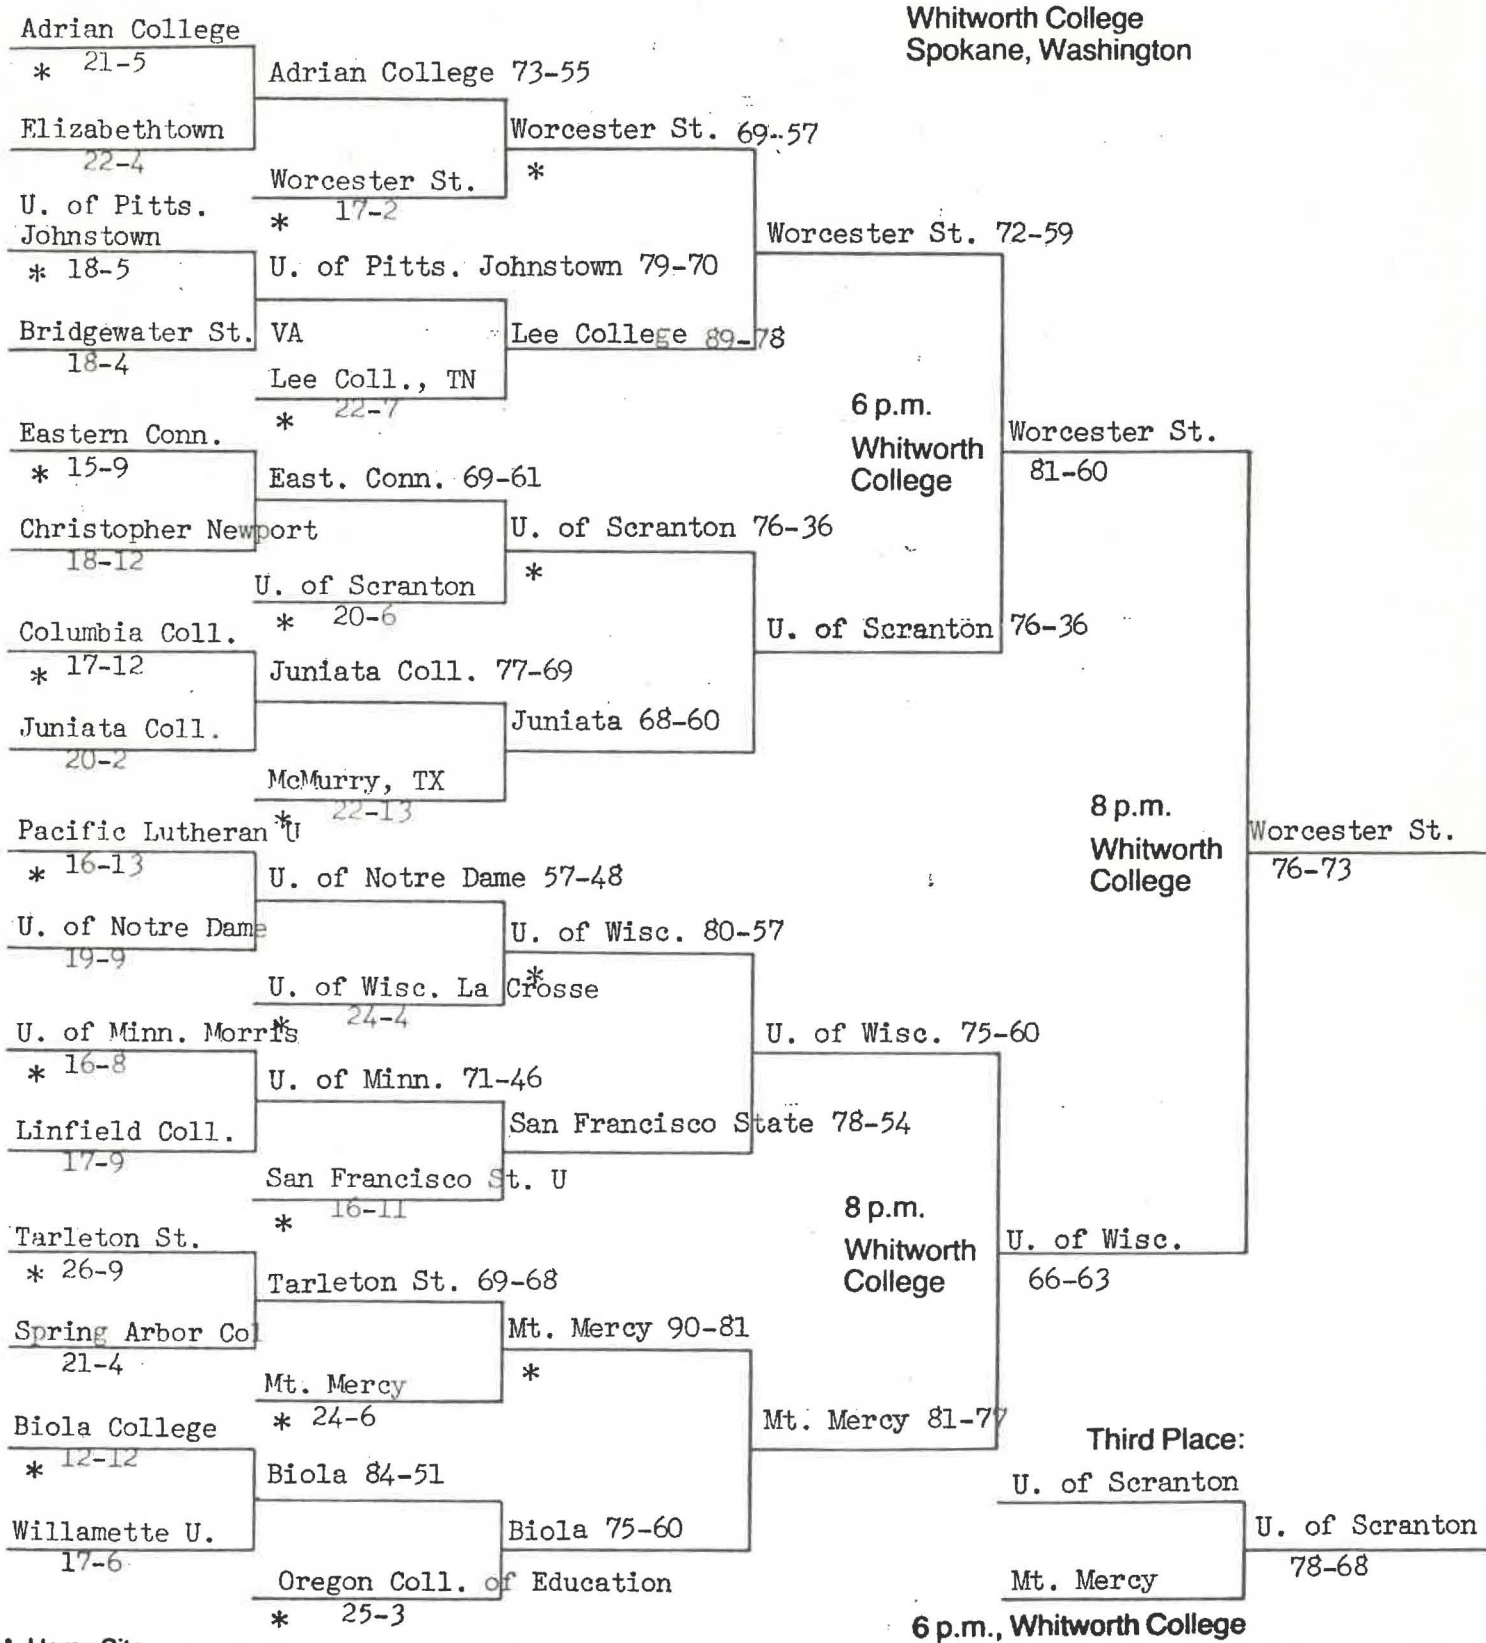 Whitworth College
Spokane, Washington
Adrian College
* 21-5
Adrian College 73-55
Elizabethtown
22-4
Worcester St. 69-57
*
Worcester St.
* 17-2
U. of Pitts.
Johnstown
* 18-5
Worcester St. 72-59
U. of Pitts. Johnstown 79-70
Bridgewater St. VA
18-4
Lee College 89-78
Lee Coll., TN
* 22-7
6 p.m.
Whitworth
College
Eastern Conn.
* 15-9
Worcester St.
81-60
East. Conn. 69-61
Christopher Newport
18-12
U. of Scranton 76-36
*
U. of Scranton
* 20-6
Columbia Coll.
* 17-12
U. of Scranton 76-36
Juniata Coll. 77-69
Juniata Coll.
20-2
Juniata 68-60
McMurry, TX
* 22-13
Pacific Lutheran U
* 16-13
8 p.m.
Whitworth
College
Worcester St.
76-73
U. of Notre Dame 57-48
U. of Notre Dame
19-9
U. of Wisc. 80-57
*
U. of Wisc. La Crosse
* 24-4
U. of Minn. Morris
* 16-8
U. of Wisc. 75-60
U. of Minn. 71-46
Linfield Coll.
17-9
San Francisco State 78-54
San Francisco St. U
* 16-11
8 p.m.
Whitworth
College
Tarleton St.
* 26-9
U. of Wisc.
66-63
Tarleton St. 69-68
Spring Arbor Col
21-4
Mt. Mercy 90-81
*
Mt. Mercy
* 24-6
Biola College
* 12-12
Mt. Mercy 81-77
Biola 84-51
Willamette U.
17-6
Biola 75-60
Oregon Coll. of Education
* 25-3
Third Place:
U. of Scranton
U. of Scranton
78-68
Mt. Mercy
6 p.m., Whitworth College